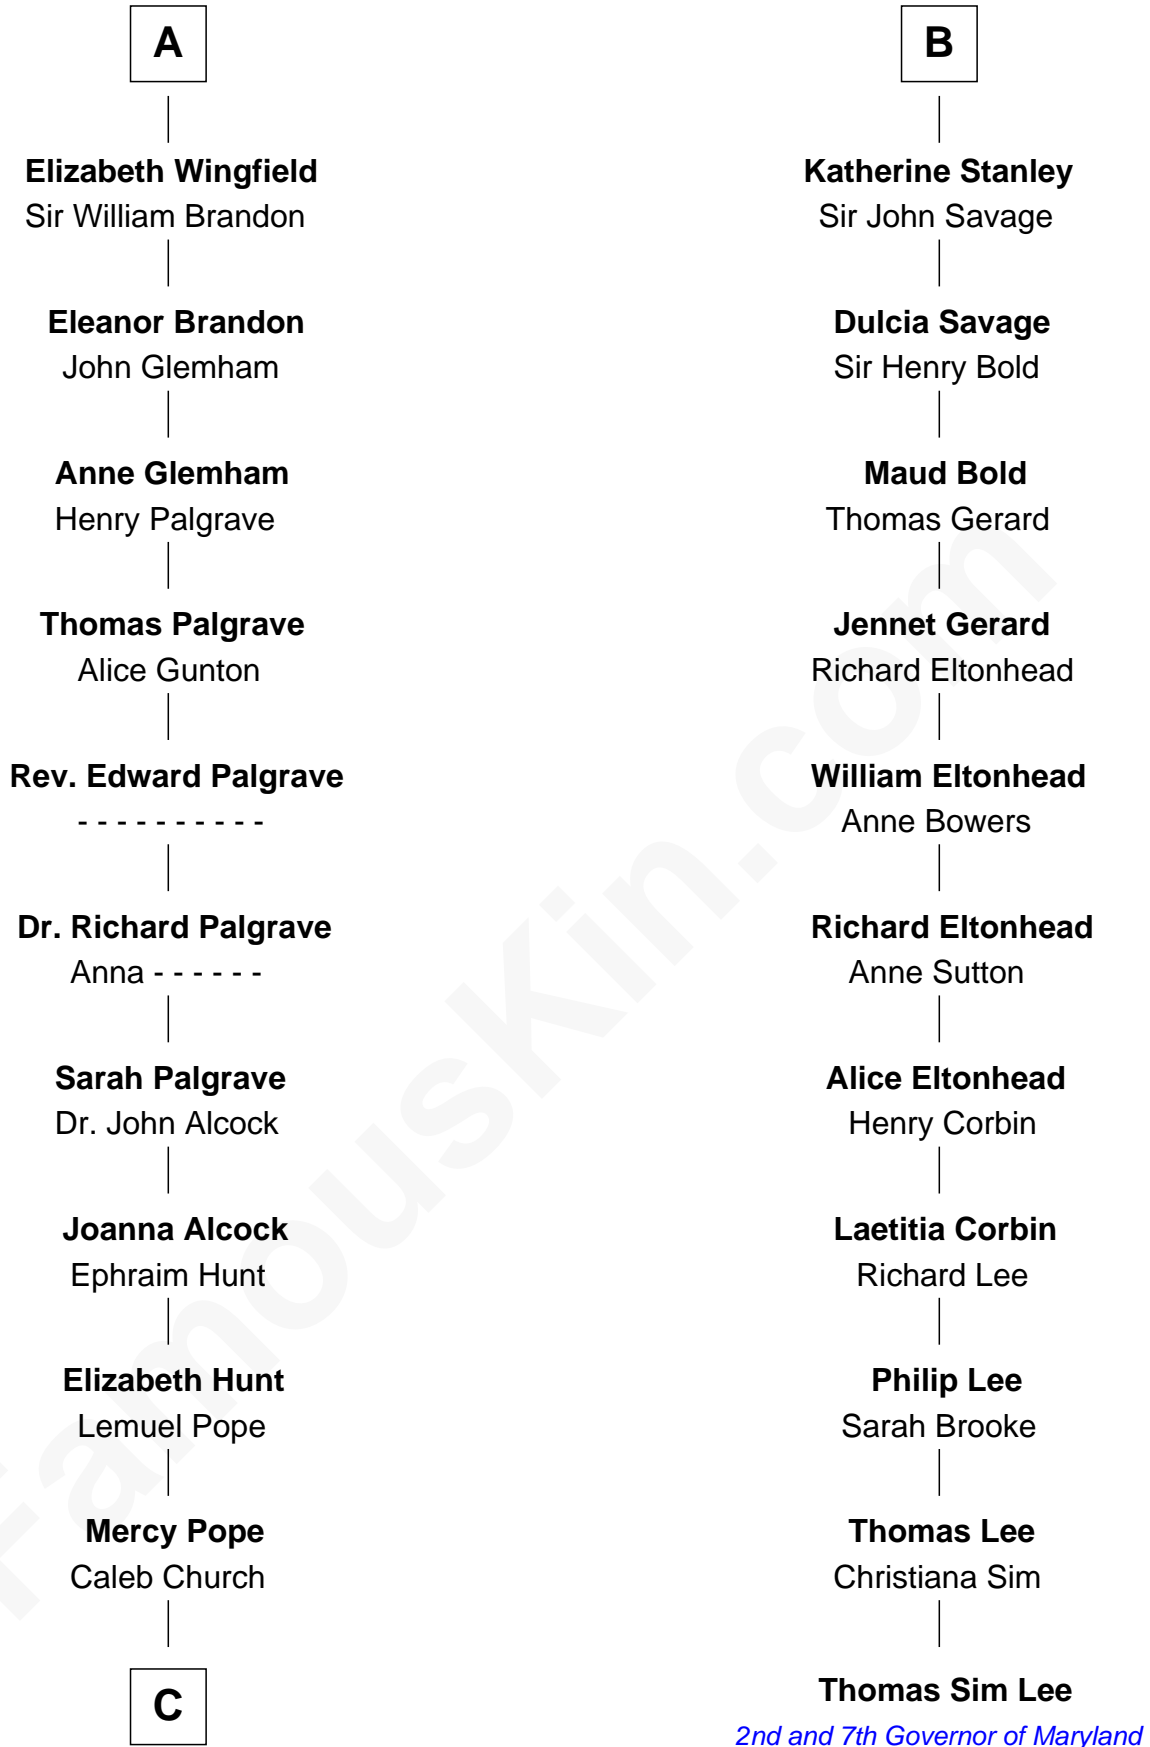 A
Elizabeth Wingfield
Sir William Brandon
Eleanor Brandon
John Glemham
Anne Glemham
Henry Palgrave
Thomas Palgrave
Alice Gunton
Rev. Edward Palgrave
- - - - - - - - - -
Dr. Richard Palgrave
Anna - - - - - -
Sarah Palgrave
Dr. John Alcock
Joanna Alcock
Ephraim Hunt
Elizabeth Hunt
Lemuel Pope
Mercy Pope
Caleb Church
C
B
Katherine Stanley
Sir John Savage
Dulcia Savage
Sir Henry Bold
Maud Bold
Thomas Gerard
Jennet Gerard
Richard Eltonhead
William Eltonhead
Anne Bowers
Richard Eltonhead
Anne Sutton
Alice Eltonhead
Henry Corbin
Laetitia Corbin
Richard Lee
Philip Lee
Sarah Brooke
Thomas Lee
Christiana Sim
Thomas Sim Lee
2nd and 7th Governor of Maryland
FamousKin.com